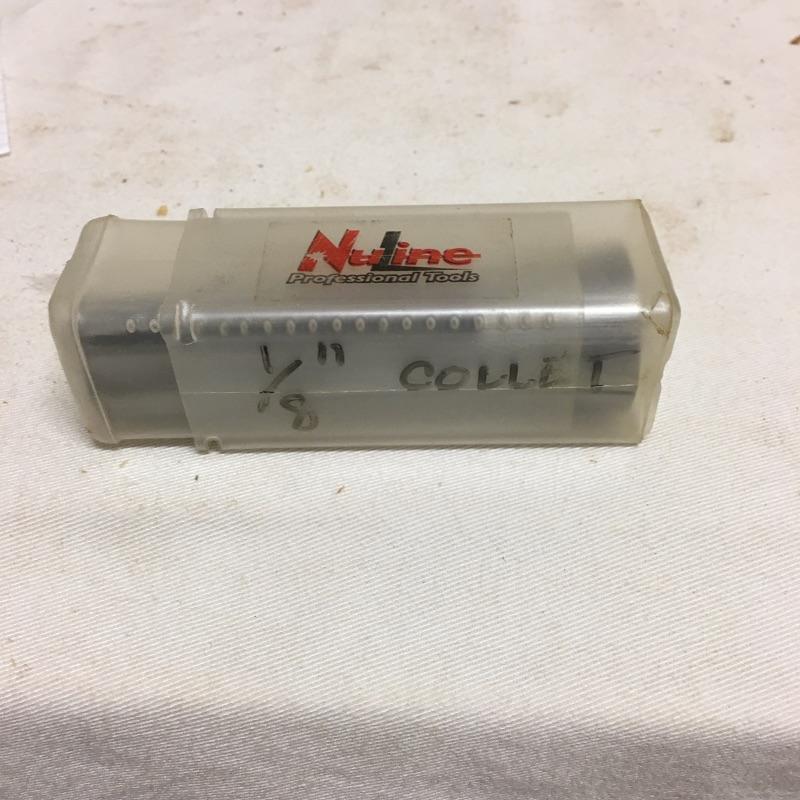 NuLine
Professional Tools
1/8" COLLET